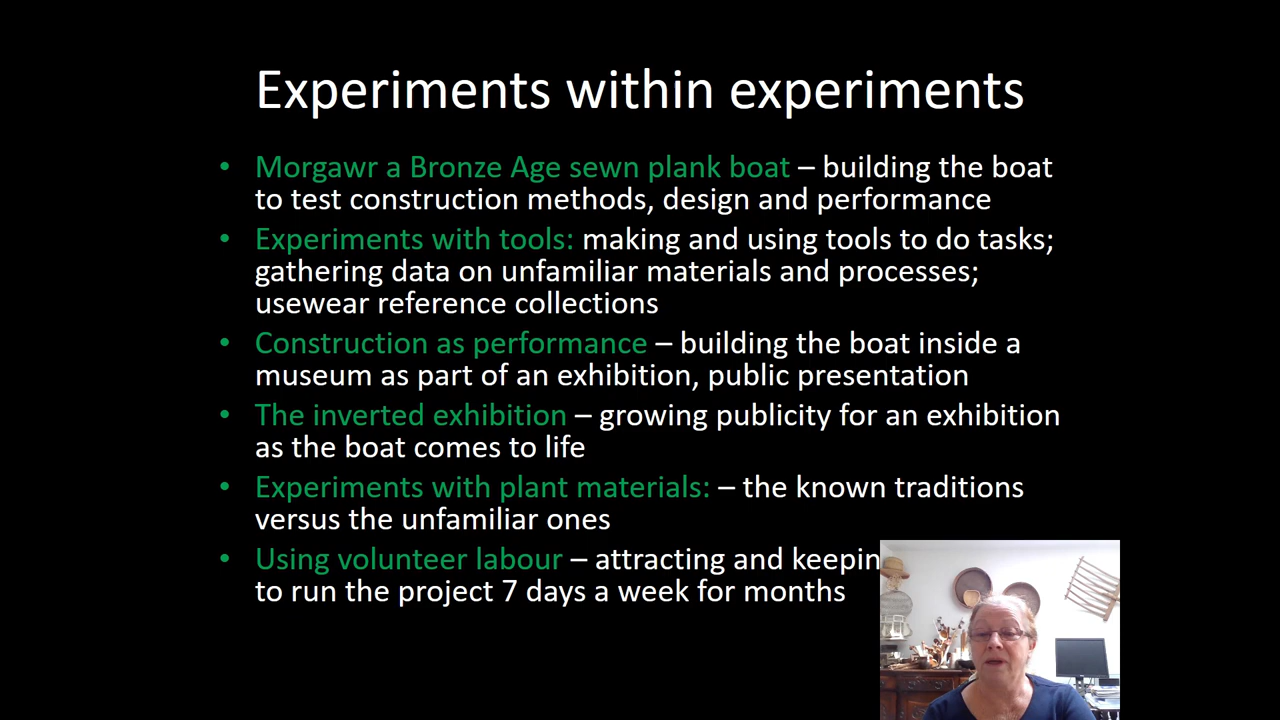 Experiments within experiments
• Morgawr a Bronze Age sewn plank boat – building the boat
to test construction methods, design and performance
• Experiments with tools: making and using tools to do tasks;
gathering data on unfamiliar materials and processes;
usewear reference collections
• Construction as performance – building the boat inside a
museum as part of an exhibition, public presentation
• The inverted exhibition – growing publicity for an exhibition
as the boat comes to life
• Experiments with plant materials: – the known traditions
versus the unfamiliar ones
• Using volunteer labour – attracting and keepin
to run the project 7 days a week for months